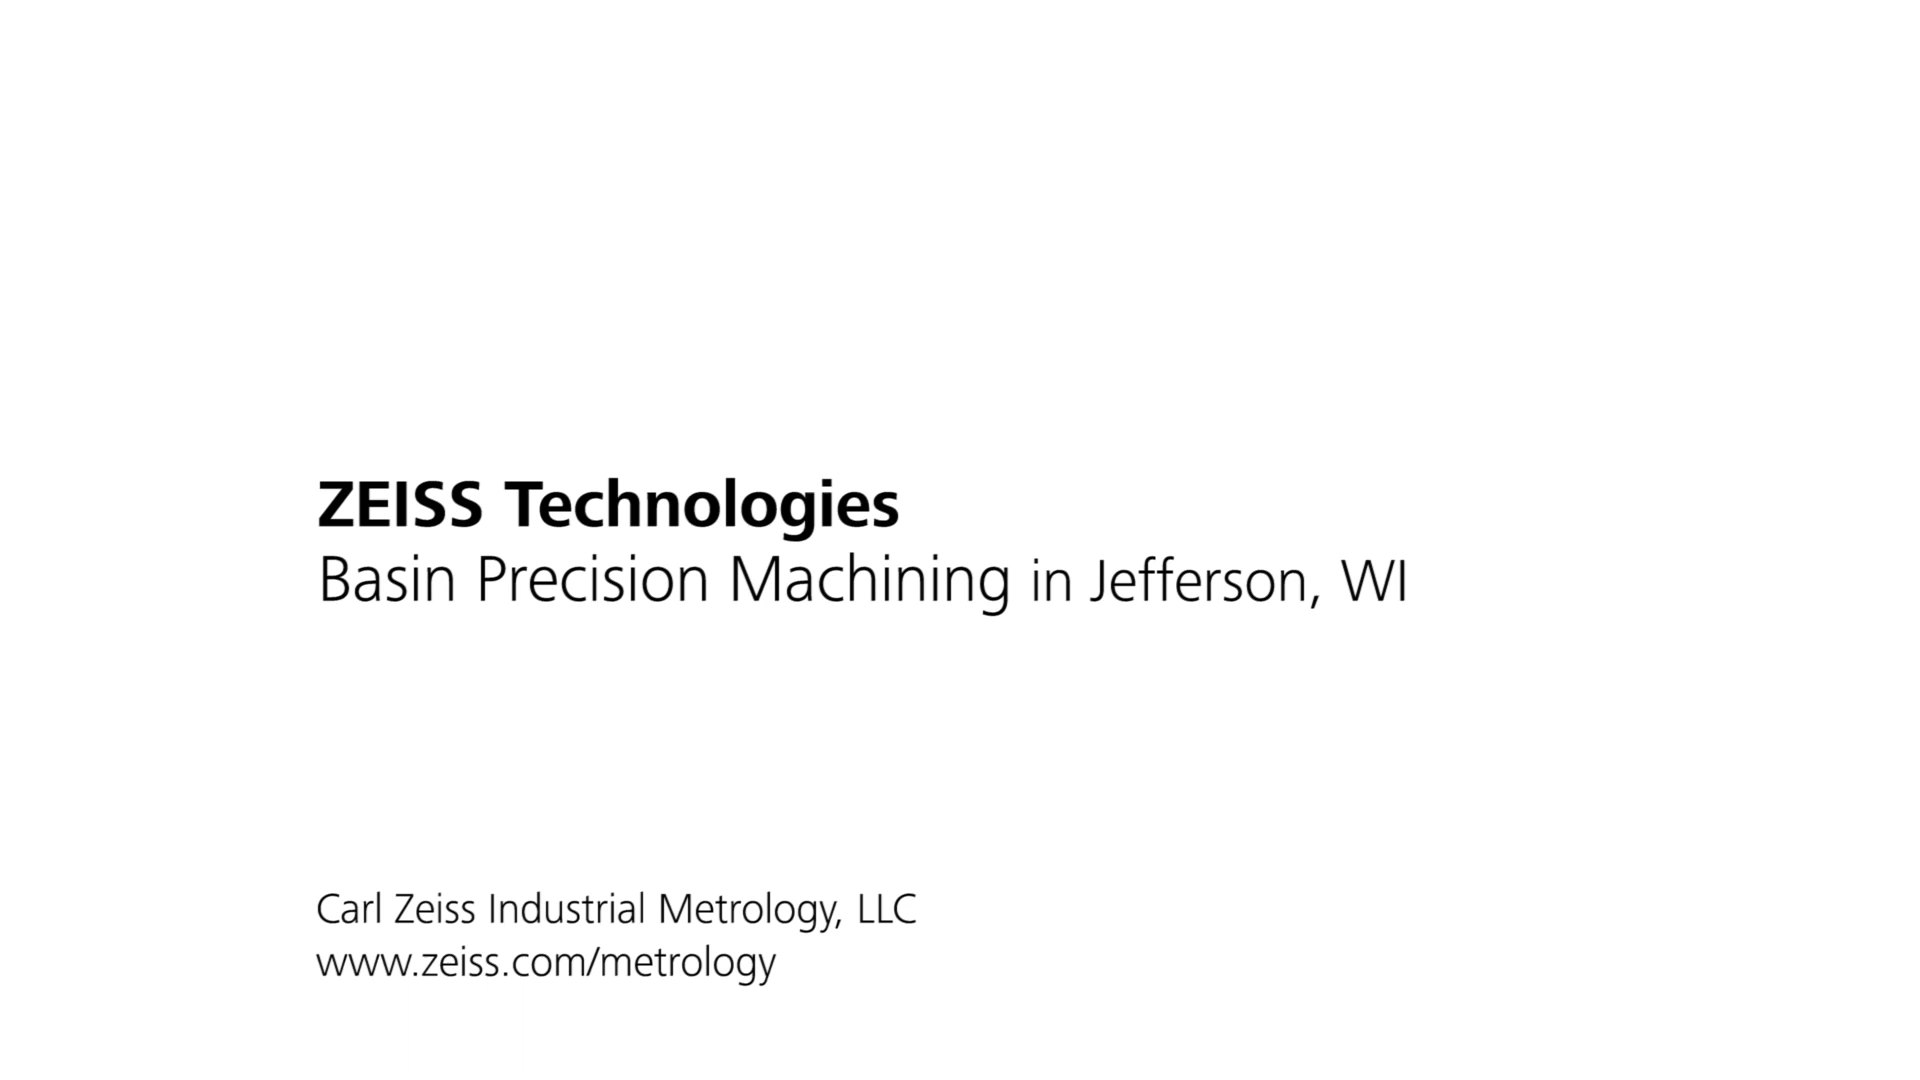 ZEISS Technologies
Basin Precision Machining in Jefferson, WI
Carl Zeiss Industrial Metrology, LLC
www.zeiss.com/metrology